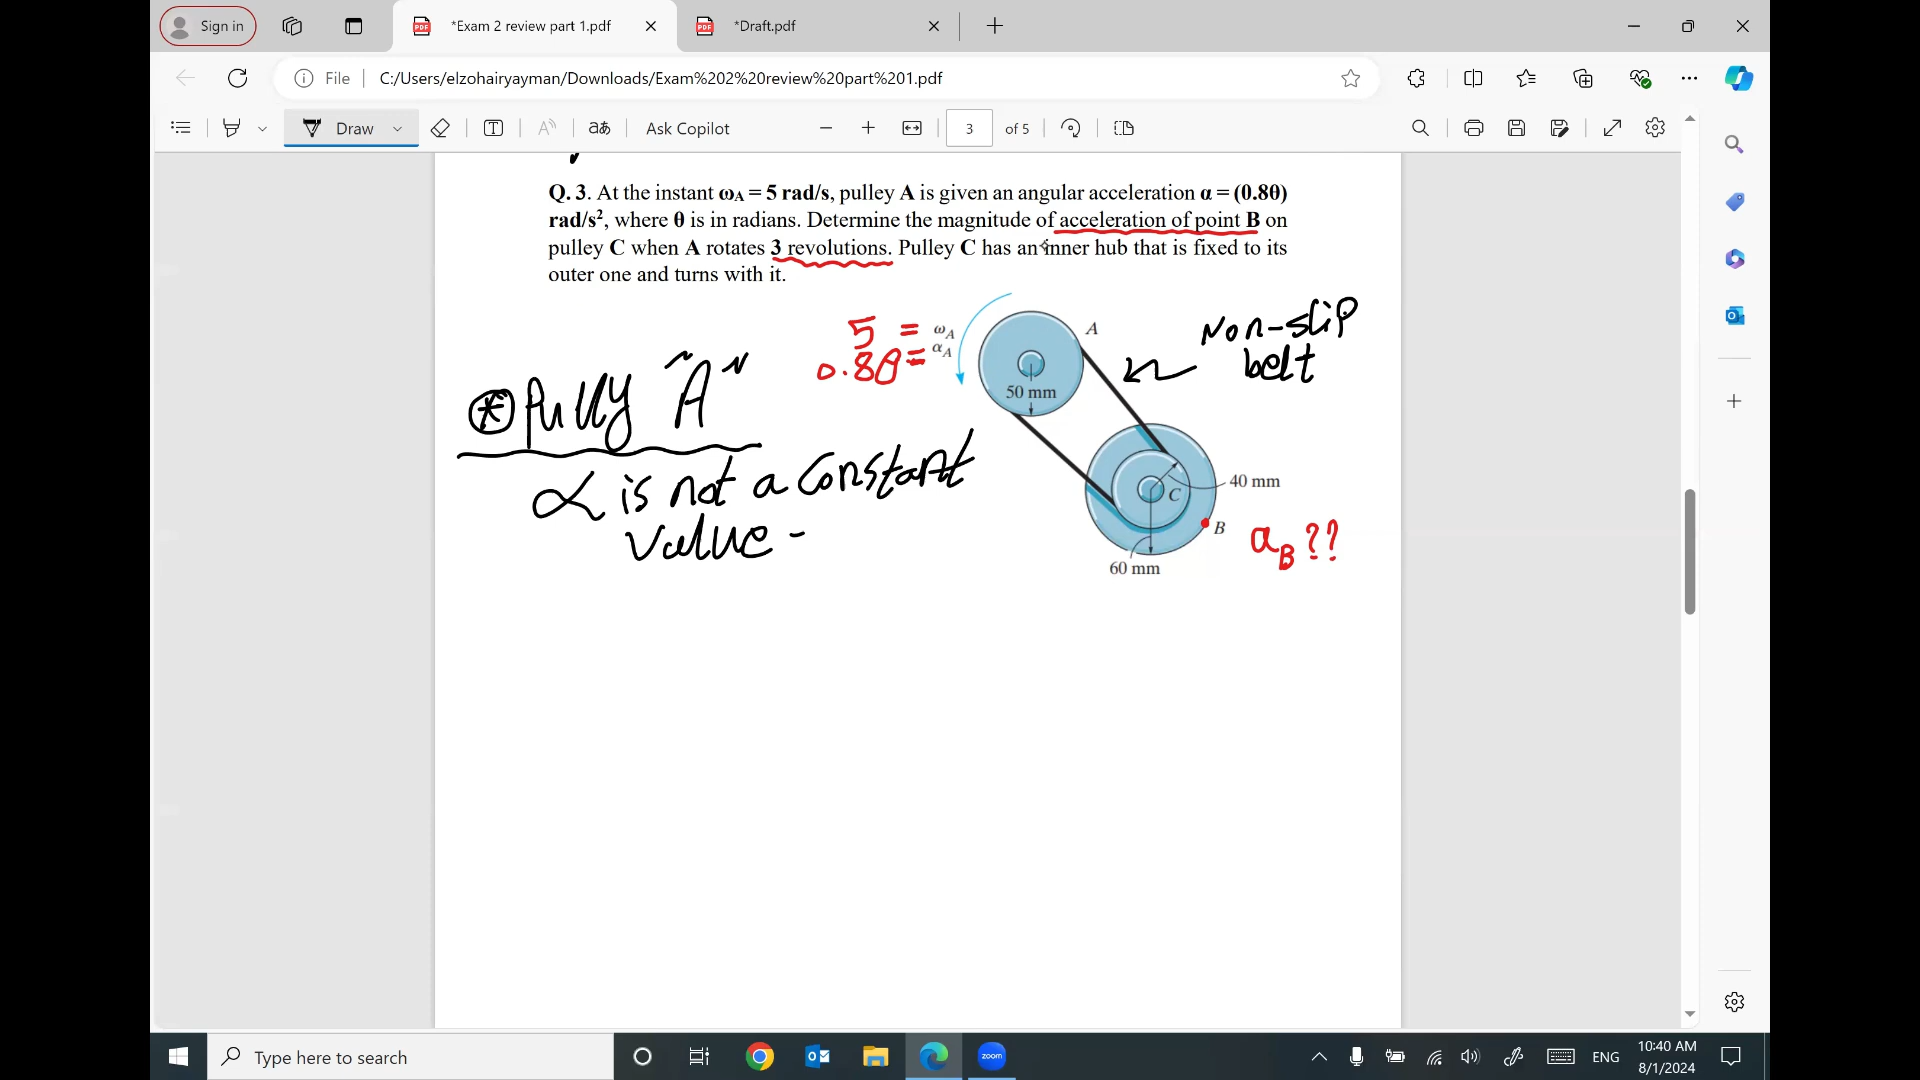 Sign in
*Exam 2 review part 1.pdf
*Draft.pdf
File
C:/Users/elzohairyayman/Downloads/Exam%202%20review%20part%201.pdf
Draw
Ask Copilot
3
of 5
Q. 3. At the instant ωA = 5 rad/s, pulley A is given an angular acceleration α = (0.8θ)
rad/s², where θ is in radians. Determine the magnitude of acceleration of point B on
pulley C when A rotates 3 revolutions. Pulley C has an inner hub that is fixed to its
outer one and turns with it.
5 = ωA
0.8θ = αA
A
Non-slip
belt
50 mm
⊛ Pully "A"
α is not a constant
value -
40 mm
C
B
aB ??
60 mm
Type here to search
zoom
ENG
10:40 AM
8/1/2024